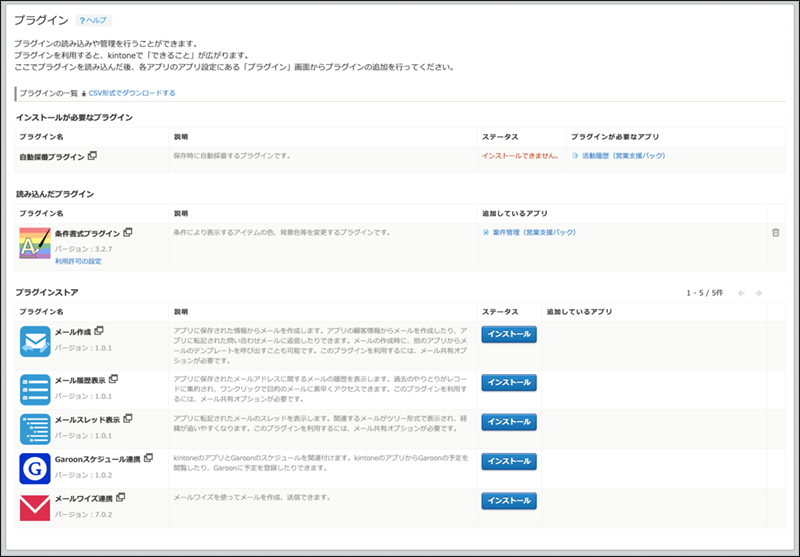 プラグイン ?ヘルプ
プラグインの読み込みや管理を行うことができます。
プラグインを利用すると、kintoneで「できること」が広がります。
ここでプラグインを読み込んだ後、各アプリのアプリ設定にある「プラグイン」画面からプラグインの追加を行ってください。
プラグインの一覧 CSV形式でダウンロードする
インストールが必要なプラグイン
プラグイン名 説明 ステータス プラグインが必要なアプリ
自動採番プラグイン 保存時に自動採番するプラグインです。 インストールできません。 活動履歴（営業支援パック）
読み込んだプラグイン
プラグイン名 説明 追加しているアプリ
条件書式プラグイン 条件により表示するアイテムの色、背景色等を変更するプラグインです。 案件管理（営業支援パック）
バージョン：3.2.7
利用許可の設定
プラグインストア 1 - 5 / 5件
プラグイン名 説明 ステータス 追加しているアプリ
メール作成 アプリに保存された情報からメールを作成します。アプリの顧客情報からメールを作成したり、ア
プリに転記された問い合わせメールに返信したりできます。メールの作成時に、別のアプリからメ
ールのテンプレートを呼び出すことも可能です。このプラグインを利用するには、メール共有オプ
ションが必要です。
バージョン：1.0.1
インストール
メール履歴表示 アプリに保存されたメールアドレスに関するメールの履歴を表示します。過去のやりとりがレコー
ドに集約され、ワンクリックで目的のメールに素早くアクセスできます。このプラグインを利用す
るには、メール共有オプションが必要です。
バージョン：1.0.1
インストール
メールスレッド表示 アプリに転記されたメールのスレッドを表示します。関連するメールがツリー形式で表示され、経
緯が追いやすくなります。このプラグインを利用するには、メール共有オプションが必要です。
バージョン：1.0.1
インストール
Garoonスケジュール連携 kintoneのアプリとGaroonのスケジュールを関連付けます。kintoneのアプリからGaroonの予定を
閲覧したり、Garoonに予定を登録したりできます。
バージョン：1.0.2
インストール
メールワイズ連携 メールワイズを使ってメールを作成、送信できます。
バージョン：7.0.2
インストール